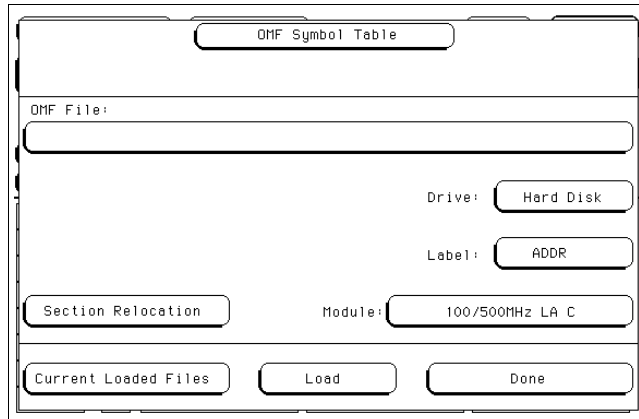 OMF Symbol Table
OMF File:
Drive: Hard Disk
Label: ADDR
Section Relocation Module: 100/500MHz LA C
Current Loaded Files Load Done